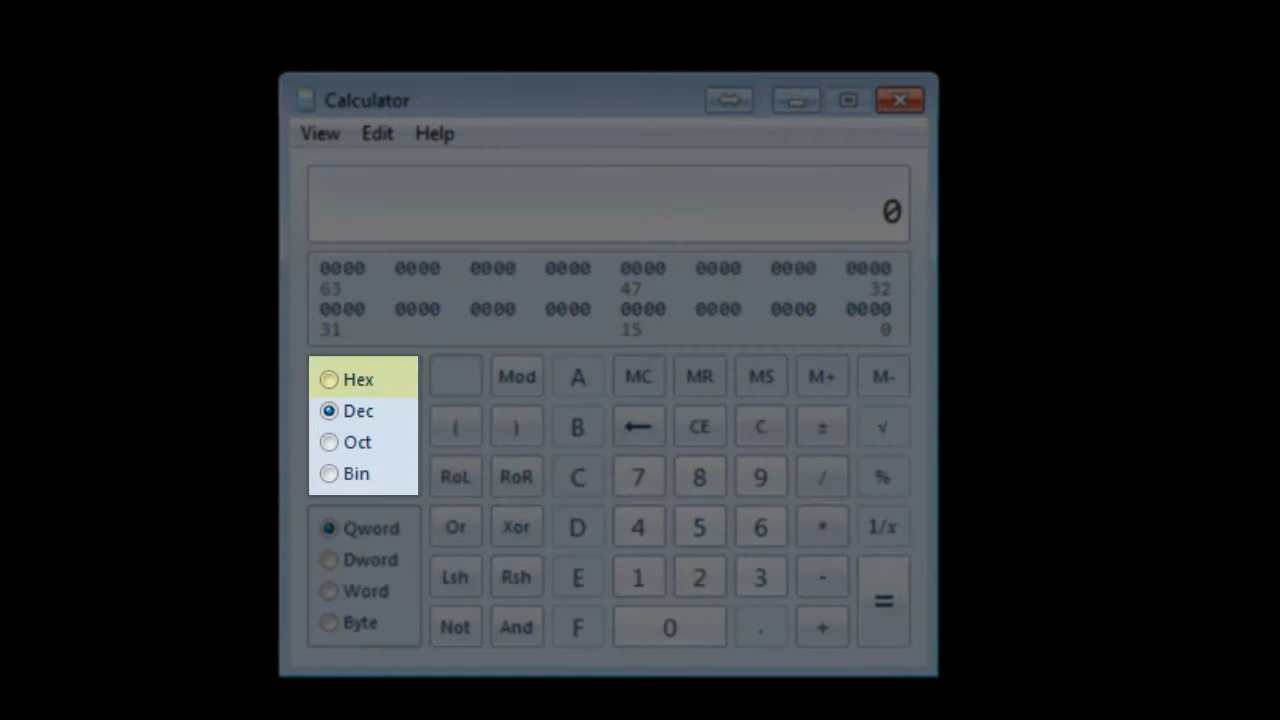 Calculator
View Edit Help
0
0000 0000 0000 0000 0000 0000 0000 0000
63 47 32
0000 0000 0000 0000 0000 0000 0000 0000
31 15 0
Hex Mod A MC MR MS M+ M-
Dec ( ) B ← CE C ± √
Oct RoL RoR C 7 8 9 / %
Bin
Qword Or Xor D 4 5 6 * 1/x
Dword
Lsh Rsh E 1 2 3 - =
Word
Byte Not And F 0 . +